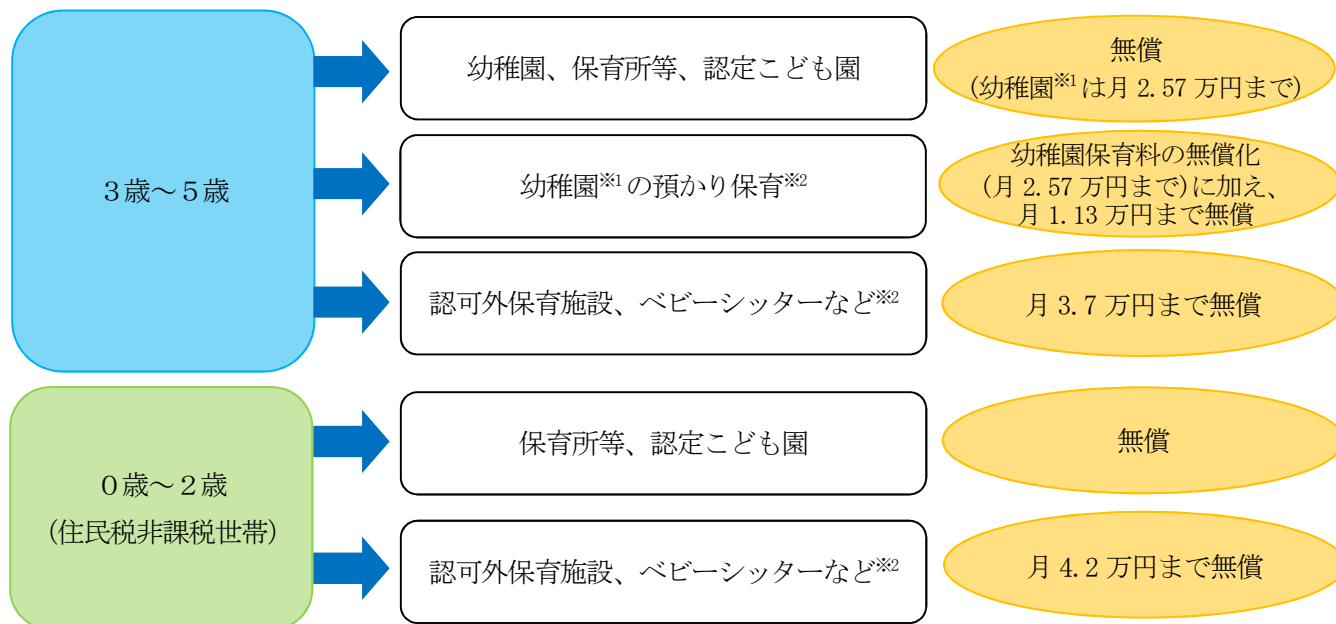 3歳～5歳
幼稚園、保育所等、認定こども園
無償
(幼稚園※1は月 2.57 万円まで)
幼稚園※1の預かり保育※2
幼稚園保育料の無償化
(月 2.57 万円まで)に加え、
月 1.13 万円まで無償
認可外保育施設、ベビーシッターなど※2
月 3.7 万円まで無償
0歳～2歳
(住民税非課税世帯)
保育所等、認定こども園
無償
認可外保育施設、ベビーシッターなど※2
月 4.2 万円まで無償